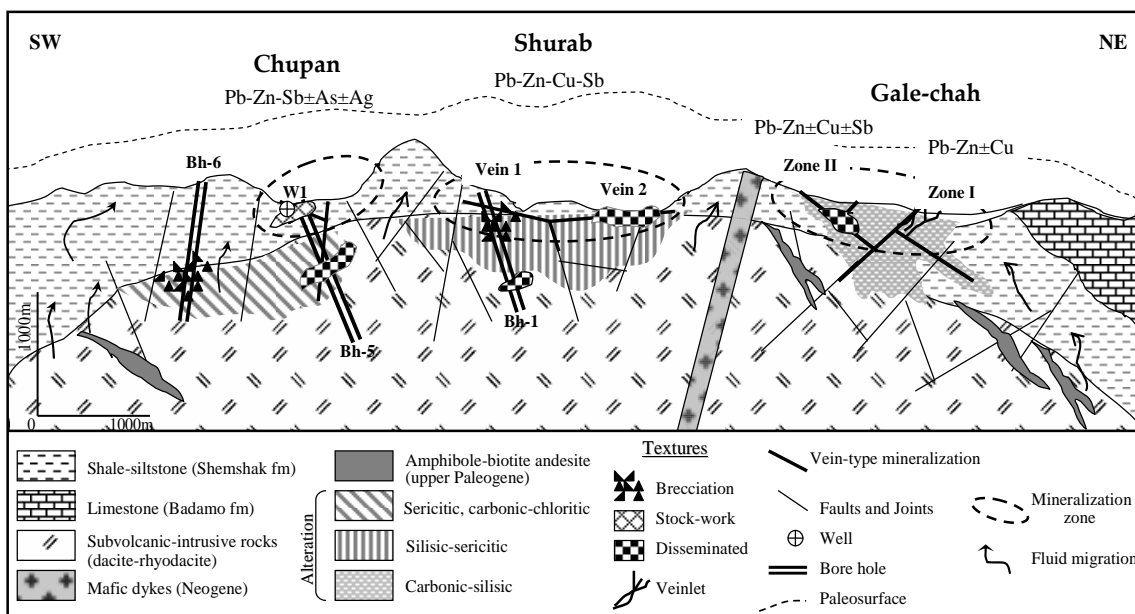 SW
NE
Shurab
Chupan
Pb-Zn-Cu-Sb
Pb-Zn-Sb±As±Ag
Gale-chah
Pb-Zn±Cu±Sb
Pb-Zn±Cu
Bh-6
W1
Vein 1
Vein 2
Zone II
Zone I
Bh-1
Bh-5
1000m
0
1000m
Shale-siltstone (Shemshak fm)
Limestone (Badamo fm)
Subvolcanic-intrusive rocks
(dacite-rhyodacite)
Mafic dykes (Neogene)
Amphibole-biotite andesite
(upper Paleogene)
Alteration
Sericitic, carbonic-chloritic
Silisic-sericitic
Carbonic-silisic
Textures
Brecciation
Stock-work
Disseminated
Veinlet
Vein-type mineralization
Faults and Joints
Well
Bore hole
Paleosurface
Mineralization
zone
Fluid migration